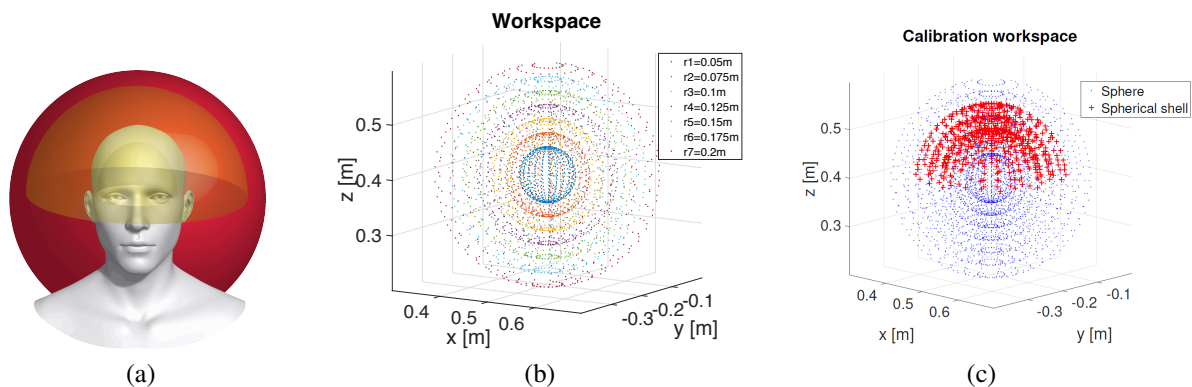 Workspace
r1=0.05m
r2=0.075m
r3=0.1m
r4=0.125m
r5=0.15m
r6=0.175m
r7=0.2m
0.5
0.4
0.3
z [m]
0.4
0.5
0.6
x [m]
-0.3
-0.2
-0.1
y [m]
Calibration workspace
Sphere
Spherical shell
0.5
0.4
0.3
z [m]
0.4
0.5
0.6
x [m]
-0.3
-0.2
-0.1
y [m]
(a)
(b)
(c)